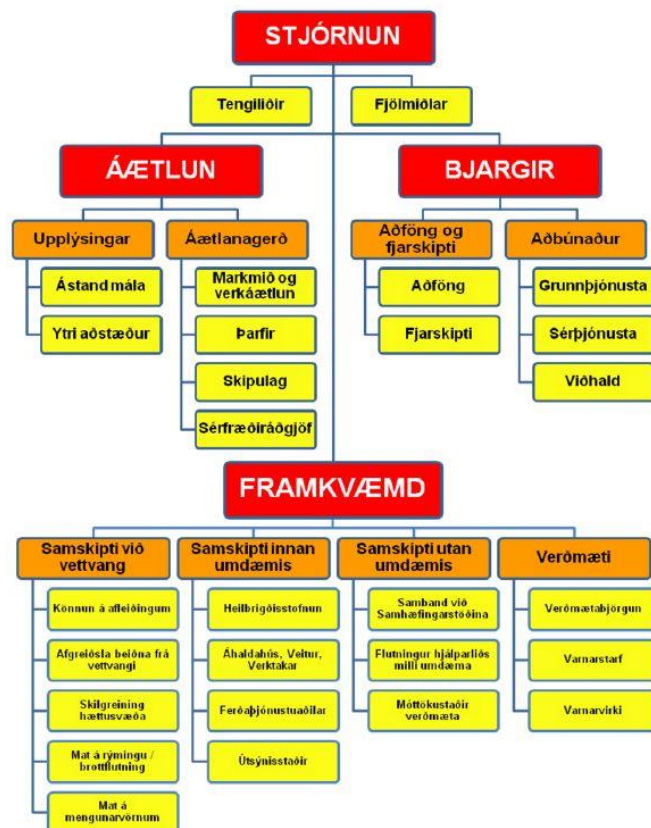 STJÓRNUN
Tengiliðir
Fjölmiðlar
ÁÆTLUN
BJARGIR
Upplýsingar
Áætlanagerð
Aðföng og
fjarskipti
Aðbúnaður
Ástand mála
Ytri aðstæður
Markmið og
verkáætlun
Þarfir
Skipulag
Sérfræðiráðgjöf
Aðföng
Fjarskipti
Grunnþjónusta
Sérþjónusta
Viðhald
FRAMKVÆMD
Samskipti við
vettvang
Samskipti innan
umdæmis
Samskipti utan
umdæmis
Verðmæti
Könnun á afleiðingum
Afgreiðsla beiðna frá
vettvangi
Skilgreining
hættusvæða
Mat á rýmingu /
brottflutning
Mat á
mengunarvörnum
Heilbrigðisstofnun
Áhaldahús, Veitur,
Verktakar
Ferðaþjónustuaðilar
Útsýnisstaðir
Samband við
Samhæfingarstöðina
Flutningur hjálparliðs
milli umdæma
Móttökustaðir
verðmæta
Verðmætabjörgun
Varnarstarf
Varnarvirki